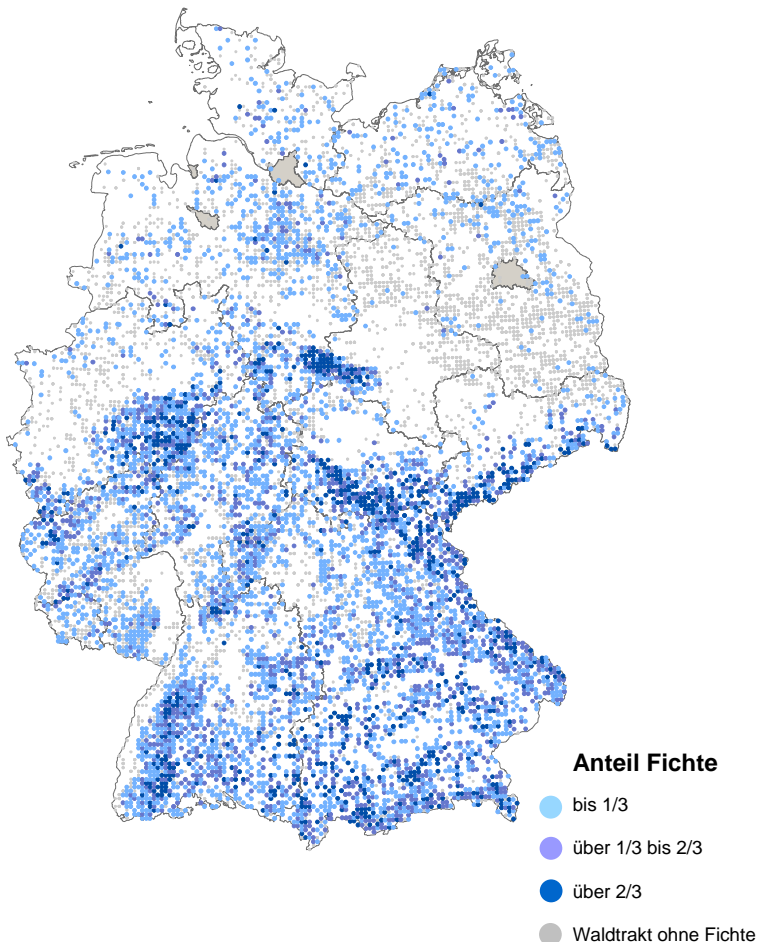 Anteil Fichte
bis 1/3
über 1/3 bis 2/3
über 2/3
Waldtrakt ohne Fichte